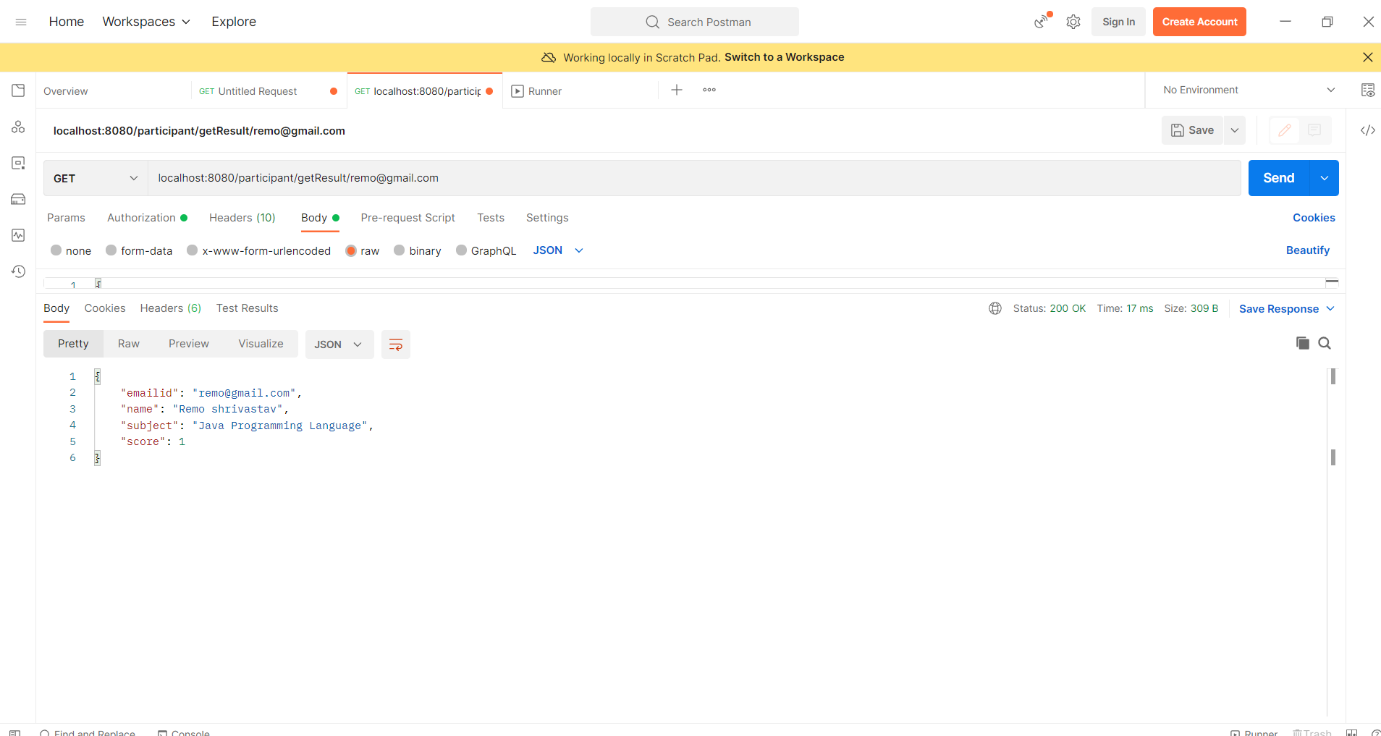 Home Workspaces Explore Search Postman Sign In Create Account
Working locally in Scratch Pad. Switch to a Workspace
Overview GET Untitled Request GET localhost:8080/particip Runner No Environment
localhost:8080/participant/getResult/remo@gmail.com Save
GET localhost:8080/participant/getResult/remo@gmail.com Send
Params Authorization Headers (10) Body Pre-request Script Tests Settings Cookies
none form-data x-www-form-urlencoded raw binary GraphQL JSON Beautify
1 {
Body Cookies Headers (6) Test Results Status: 200 OK Time: 17 ms Size: 309 B Save Response
Pretty Raw Preview Visualize JSON
1 {
2 "emailid": "remo@gmail.com",
3 "name": "Remo shrivastav",
4 "subject": "Java Programming Language",
5 "score": 1
6 }
Find and Replace Console Runner Trash